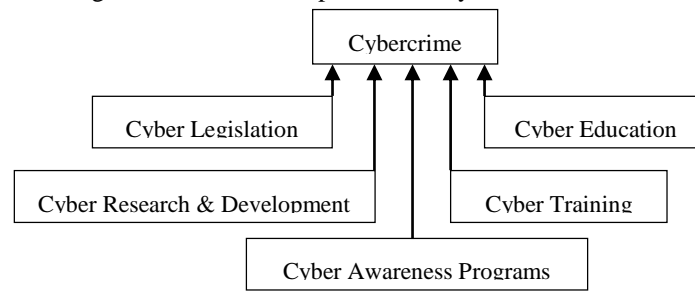 Cybercrime
Cyber Legislation
Cyber Education
Cyber Research & Development
Cyber Training
Cyber Awareness Programs